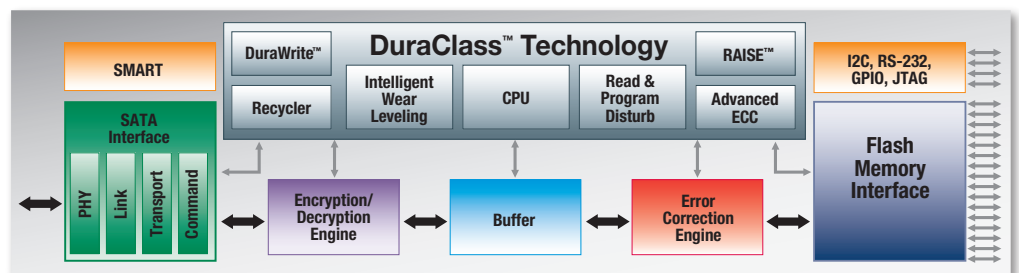 DuraClass™ Technology
DuraWrite™
Recycler
Intelligent
Wear
Leveling
CPU
Read &
Program
Disturb
RAISE™
Advanced
ECC
SMART
SATA
Interface
PHY
Link
Transport
Command
Encryption/
Decryption
Engine
Buffer
Error
Correction
Engine
I2C, RS-232,
GPIO, JTAG
Flash
Memory
Interface